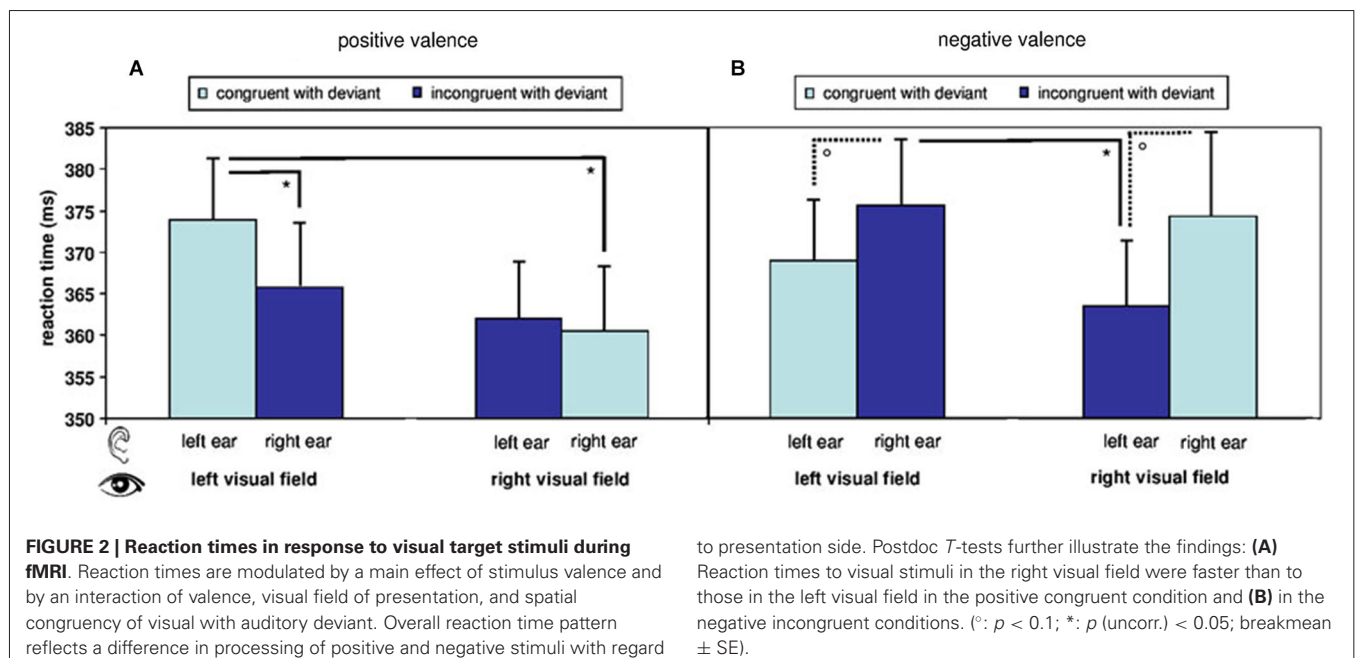 positive valence
A
congruent with deviant incongruent with deviant
negative valence
B
congruent with deviant incongruent with deviant
reaction time (ms)
385
380
375
370
365
360
355
350
*
*
°
*
°
left ear right ear left ear right ear left ear right ear left ear right ear
left visual field right visual field left visual field right visual field
FIGURE 2 | Reaction times in response to visual target stimuli during
fMRI. Reaction times are modulated by a main effect of stimulus valence and
by an interaction of valence, visual field of presentation, and spatial
congruency of visual with auditory deviant. Overall reaction time pattern
reflects a difference in processing of positive and negative stimuli with regard
to presentation side. Postdoc T-tests further illustrate the findings: (A)
Reaction times to visual stimuli in the right visual field were faster than to
those in the left visual field in the positive congruent condition and (B) in the
negative incongruent conditions. (°: p < 0.1; *: p (uncorr.) < 0.05; breakmean
± SE).